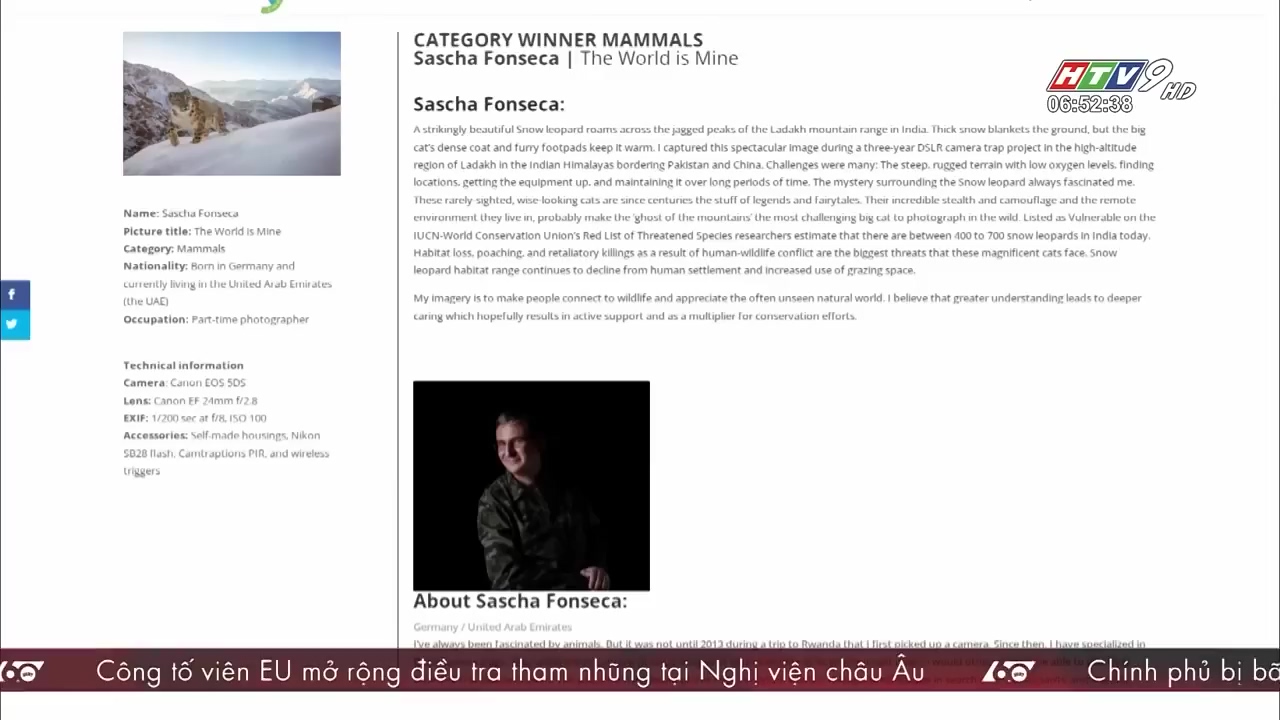 CATEGORY WINNER MAMMALS
Sascha Fonseca | The World is Mine
HTV9 HD
06:52:38
Sascha Fonseca:
A strikingly beautiful Snow leopard roams across the jagged peaks of the Ladakh mountain range in India. Thick snow blankets the ground, but the big
cat's dense coat and furry footpads keep it warm. I captured this spectacular image during a three-year DSLR camera trap project in the high-altitude
region of Ladakh in the Indian Himalayas bordering Pakistan and China. Challenges were many: The steep, rugged terrain with low oxygen levels, finding
locations, getting the equipment up, and maintaining it over long periods of time. The mystery surrounding the Snow leopard always fascinated me.
These rarely-sighted, wise-looking cats are since centuries the stuff of legends and fairytales. Their incredible stealth and camouflage and the remote
environment they live in, probably make the 'ghost of the mountains' the most challenging big cat to photograph in the wild. Listed as Vulnerable on the
IUCN-World Conservation Union's Red List of Threatened Species researchers estimate that there are between 400 to 700 snow leopards in India today.
Habitat loss, poaching, and retaliatory killings as a result of human-wildlife conflict are the biggest threats that these magnificent cats face. Snow
leopard habitat range continues to decline from human settlement and increased use of grazing space.
My imagery is to make people connect to wildlife and appreciate the often unseen natural world. I believe that greater understanding leads to deeper
caring which hopefully results in active support and as a multiplier for conservation efforts.
Name: Sascha Fonseca
Picture title: The World is Mine
Category: Mammals
Nationality: Born in Germany and
currently living in the United Arab Emirates
(the UAE)
Occupation: Part-time photographer
Technical information
Camera: Canon EOS 5DS
Lens: Canon EF 24mm f/2.8
EXIF: 1/200 sec at f/8, ISO 100
Accessories: Self-made housings, Nikon
SB28 flash, Camtraptions PIR, and wireless
triggers
About Sascha Fonseca:
Germany / United Arab Emirates
I've always been fascinated by animals. But it was not until 2013 during a trip to Rwanda that I first picked up a camera. Since then, I have specialized in
Công tố viên EU mở rộng điều tra tham nhũng tại Nghị viện châu Âu
60 giây
Chính phủ bị bã